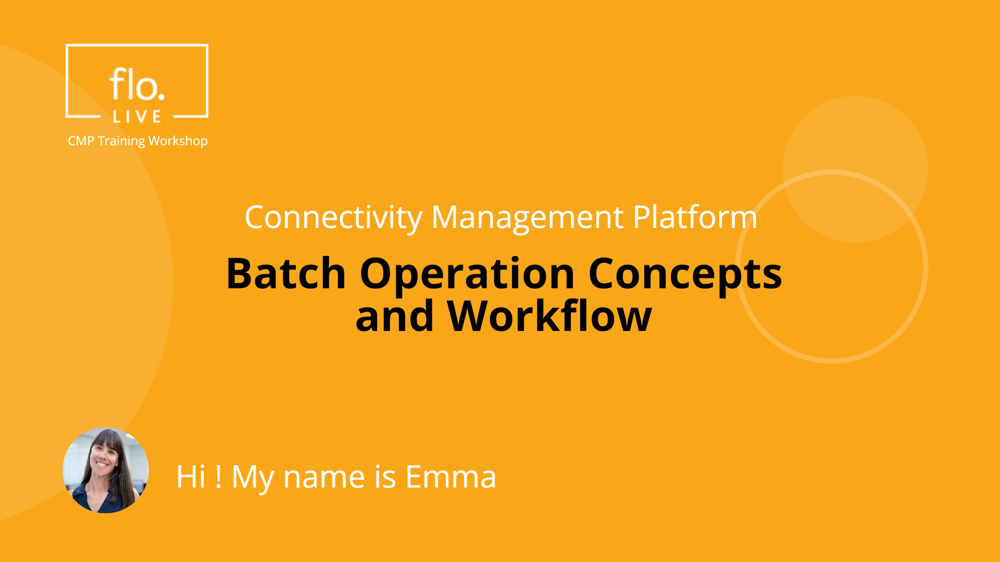 flo.
LIVE
CMP Training Workshop
Connectivity Management Platform
Batch Operation Concepts
and Workflow
Hi ! My name is Emma